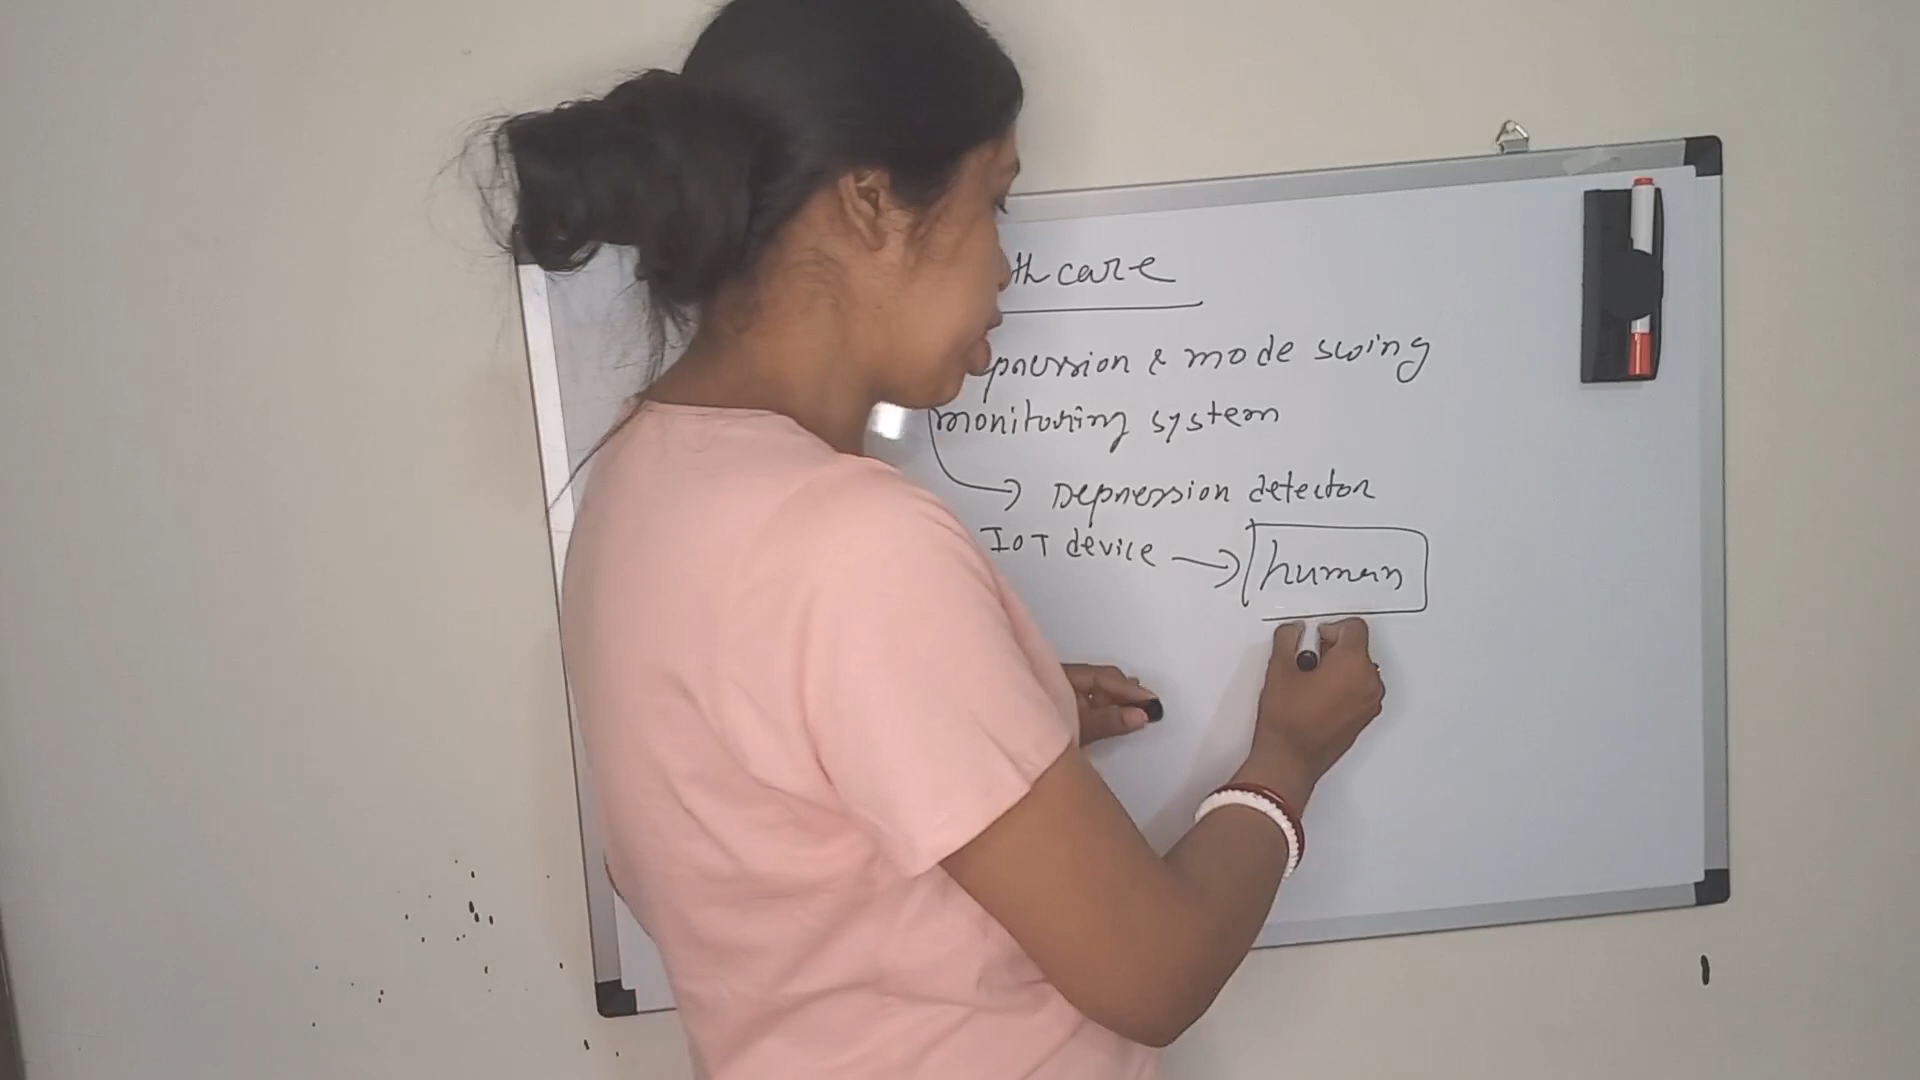 th care
pression & mode swing
monitoring system
→ Depression detector
IoT device → human